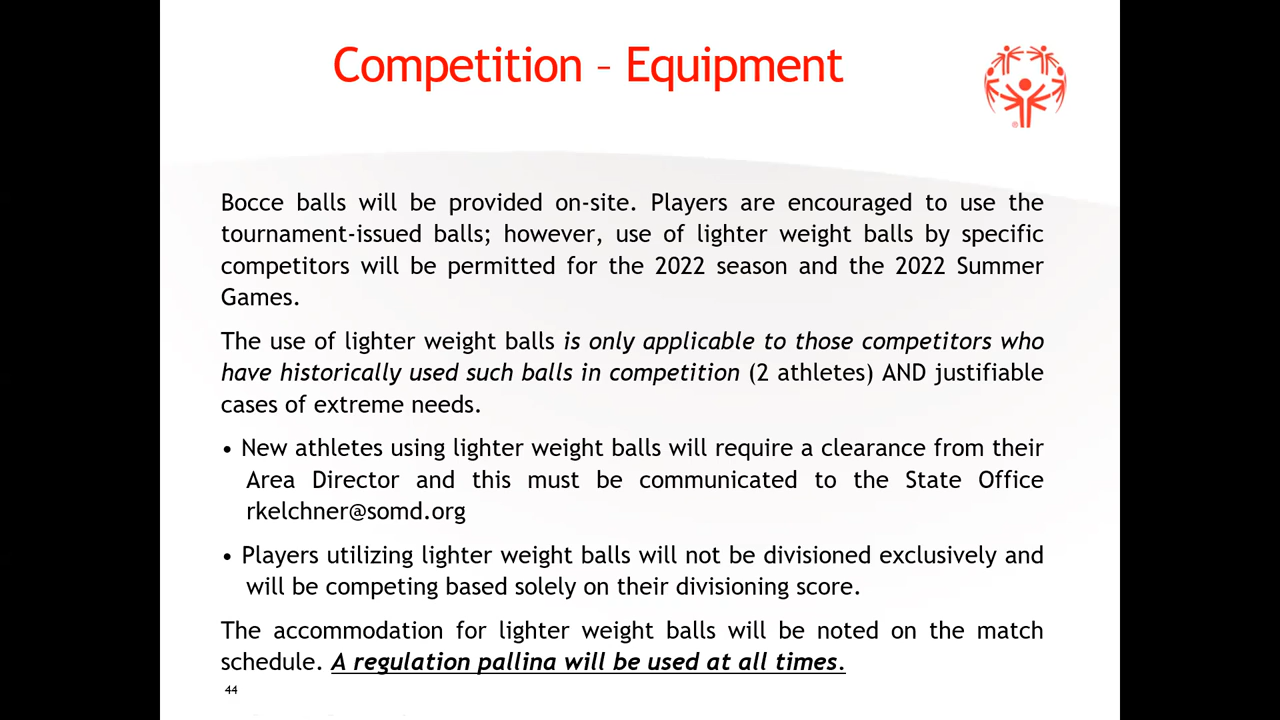 Competition – Equipment
Bocce balls will be provided on-site. Players are encouraged to use the
tournament-issued balls; however, use of lighter weight balls by specific
competitors will be permitted for the 2022 season and the 2022 Summer
Games.
The use of lighter weight balls is only applicable to those competitors who
have historically used such balls in competition (2 athletes) AND justifiable
cases of extreme needs.
• New athletes using lighter weight balls will require a clearance from their
Area Director and this must be communicated to the State Office
rkelchner@somd.org
• Players utilizing lighter weight balls will not be divisioned exclusively and
will be competing based solely on their divisioning score.
The accommodation for lighter weight balls will be noted on the match
schedule. A regulation pallina will be used at all times.
44